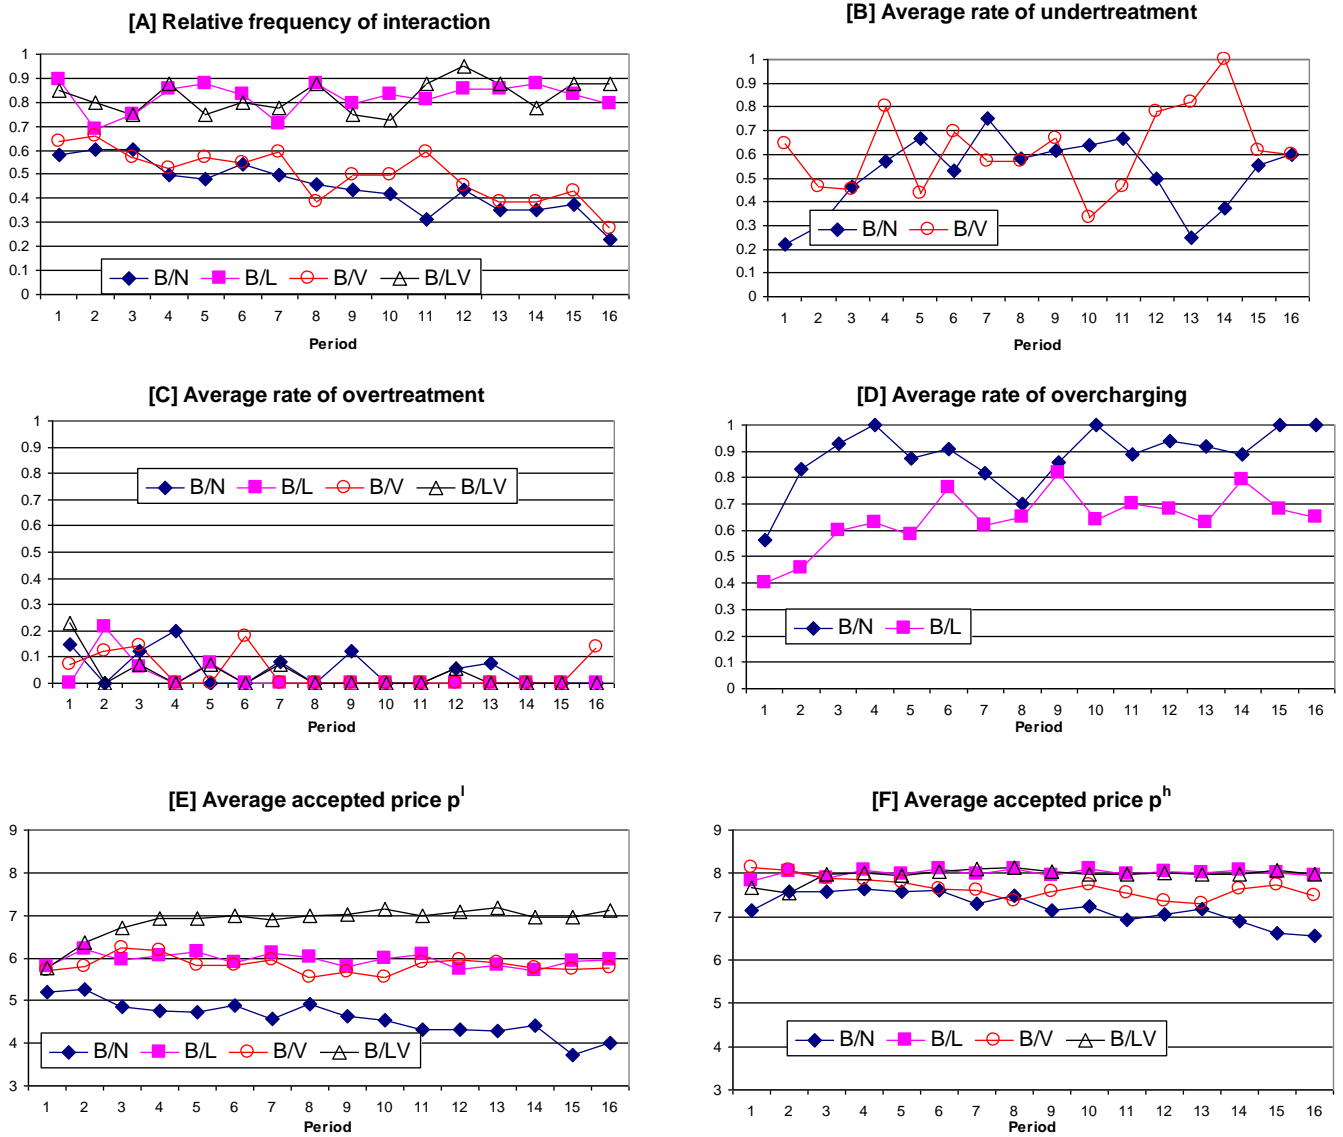 [A] Relative frequency of interaction
1
0.9
0.8
0.7
0.6
0.5
0.4
0.3
0.2
0.1
0
B/N B/L B/V B/LV
1 2 3 4 5 6 7 8 9 10 11 12 13 14 15 16
Period
[B] Average rate of undertreatment
1
0.9
0.8
0.7
0.6
0.5
0.4
0.3
0.2
0.1
0
B/N B/V
1 2 3 4 5 6 7 8 9 10 11 12 13 14 15 16
Period
[C] Average rate of overtreatment
1
0.9
0.8
0.7
0.6
0.5
0.4
0.3
0.2
0.1
0
B/N B/L B/V B/LV
1 2 3 4 5 6 7 8 9 10 11 12 13 14 15 16
Period
[D] Average rate of overcharging
1
0.9
0.8
0.7
0.6
0.5
0.4
0.3
0.2
0.1
0
B/N B/L
1 2 3 4 5 6 7 8 9 10 11 12 13 14 15 16
Period
[E] Average accepted price pˡ
9
8
7
6
5
4
3
B/N B/L B/V B/LV
1 2 3 4 5 6 7 8 9 10 11 12 13 14 15 16
Period
[F] Average accepted price pʰ
9
8
7
6
5
4
3
B/N B/L B/V B/LV
1 2 3 4 5 6 7 8 9 10 11 12 13 14 15 16
Period